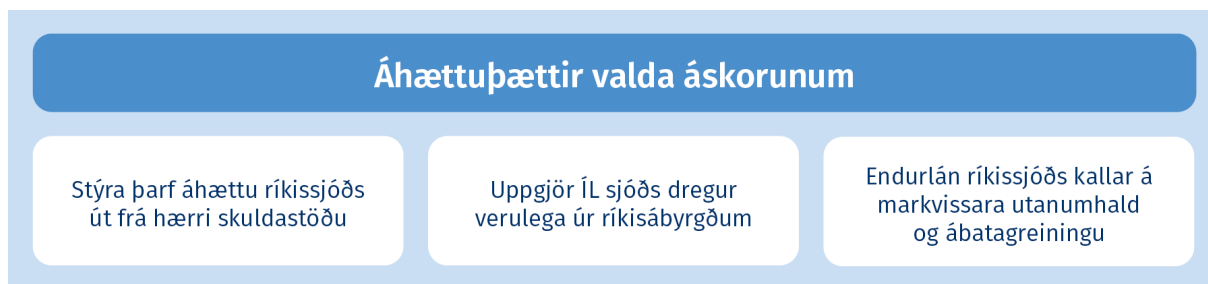 Áhættuþættir valda áskorunum
Stýra þarf áhættu ríkissjóðs
út frá hærri skuldastöðu
Uppgjör ÍL sjóðs dregur
verulega úr ríkisábyrgðum
Endurlán ríkissjóðs kallar á
markvissara utanumhald
og ábatagreiningu